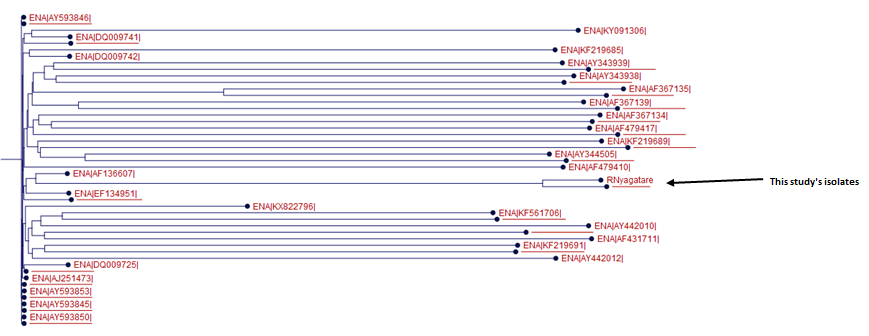 ENA|AY593846|
ENA|KY091306|
ENA|DQ009741|
ENA|KF219685|
ENA|DQ009742|
ENA|AY343939|
ENA|AY343938|
ENA|AF367135|
ENA|AF367139|
ENA|AF367134|
ENA|AF479417|
ENA|KF219689|
ENA|AY344505|
ENA|AF479410|
ENA|AF136607|
RNyagatare
This study's isolates
ENA|EF134951|
ENA|KX822796|
ENA|KF561706|
ENA|AY442010|
ENA|AF431711|
ENA|KF219691|
ENA|AY442012|
ENA|DQ009725|
ENA|AJ251473|
ENA|AY593853|
ENA|AY593845|
ENA|AY593850|